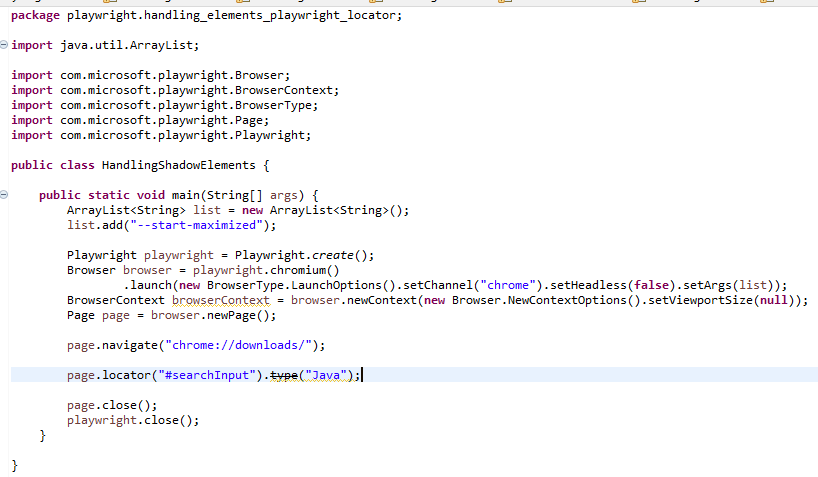 package playwright.handling_elements_playwright_locator;
import java.util.ArrayList;
import com.microsoft.playwright.Browser;
import com.microsoft.playwright.BrowserContext;
import com.microsoft.playwright.BrowserType;
import com.microsoft.playwright.Page;
import com.microsoft.playwright.Playwright;
public class HandlingShadowElements {
public static void main(String[] args) {
ArrayList<String> list = new ArrayList<String>();
list.add("--start-maximized");
Playwright playwright = Playwright.create();
Browser browser = playwright.chromium()
.launch(new BrowserType.LaunchOptions().setChannel("chrome").setHeadless(false).setArgs(list));
BrowserContext browserContext = browser.newContext(new Browser.NewContextOptions().setViewportSize(null));
Page page = browser.newPage();
page.navigate("chrome://downloads/");
page.locator("#searchInput").type("Java");
page.close();
playwright.close();
}
}